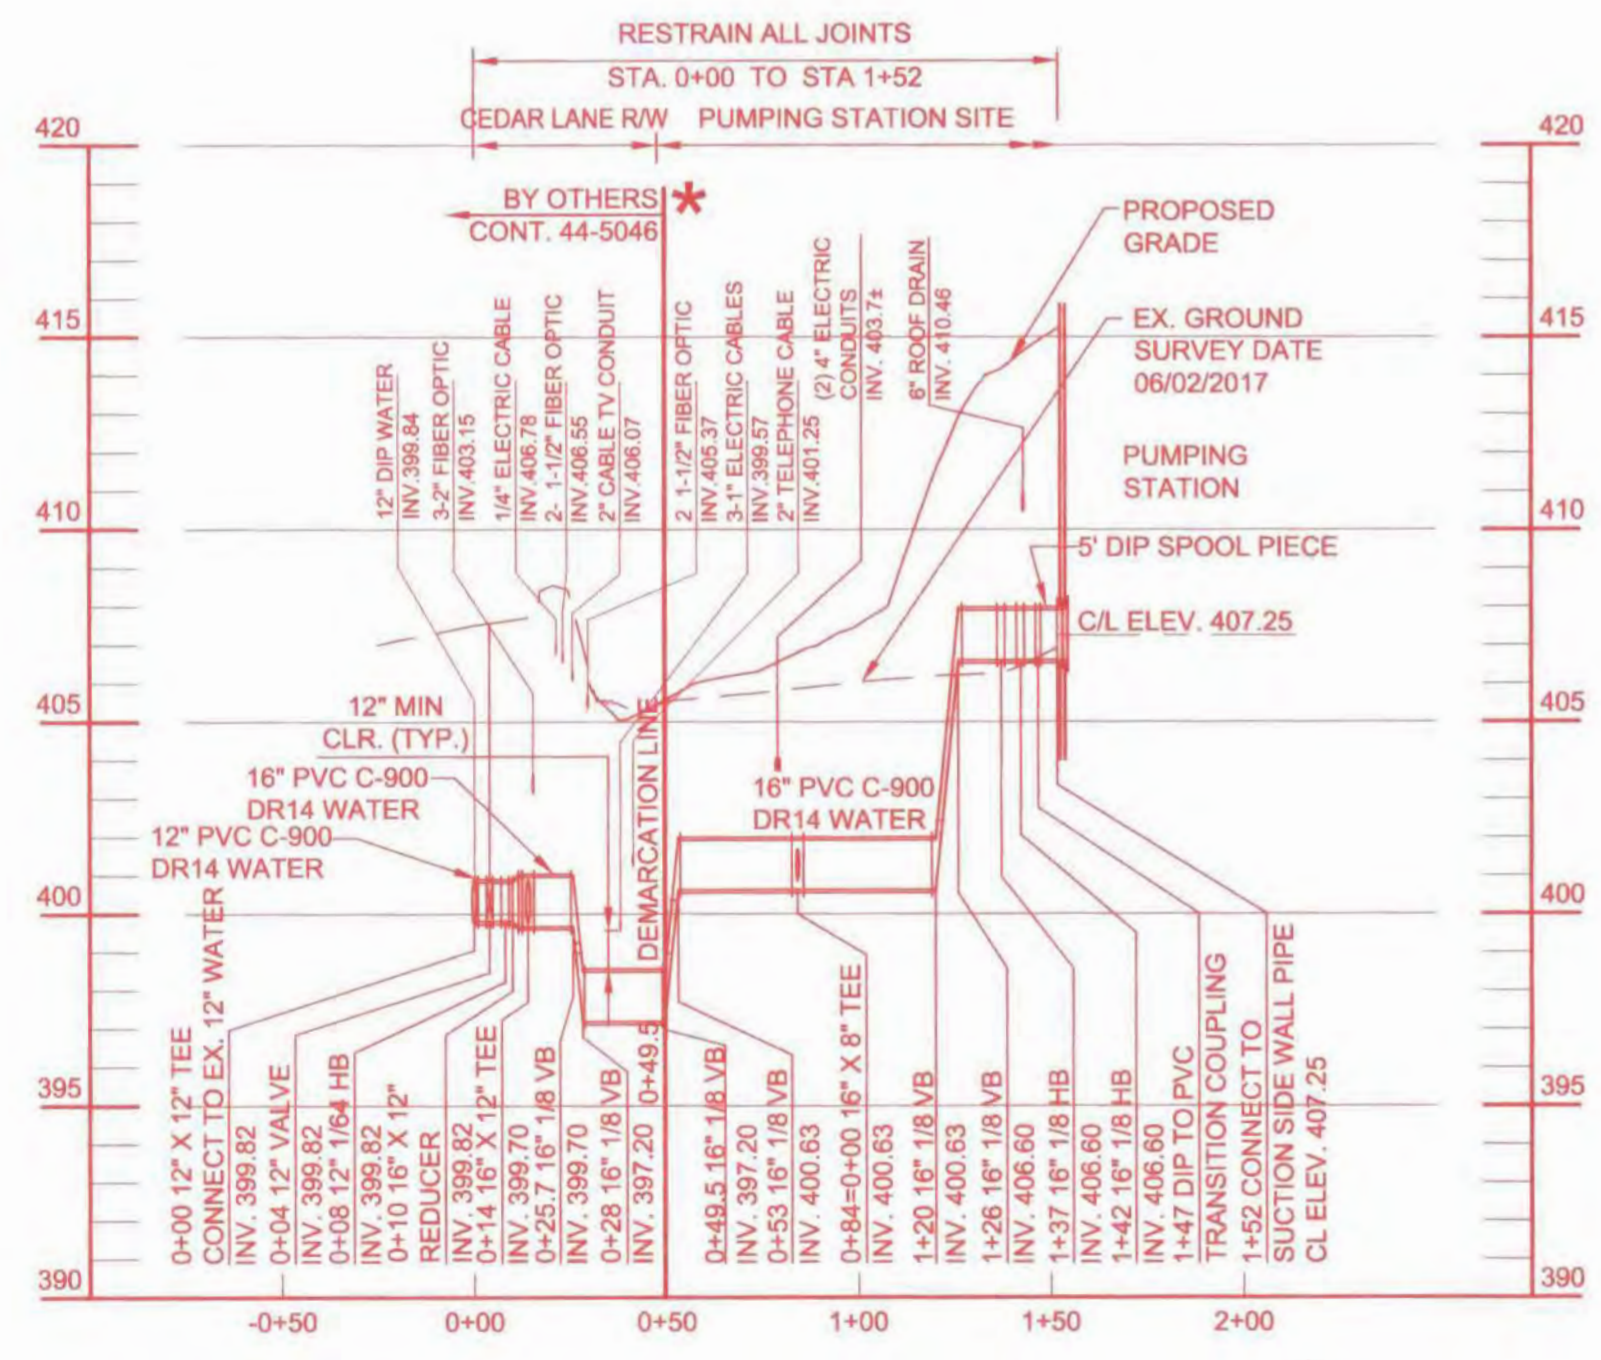 RESTRAIN ALL JOINTS
STA. 0+00 TO STA 1+52
CEDAR LANE R/W
PUMPING STATION SITE
420
420
BY OTHERS
*
CONT. 44-5046
PROPOSED
GRADE
415
415
EX. GROUND
SURVEY DATE
06/02/2017
12" DIP WATER
INV.399.84
3-2" FIBER OPTIC
INV.403.15
1/4" ELECTRIC CABLE
INV.406.78
2- 1-1/2" FIBER OPTIC
INV.406.55
2" CABLE TV CONDUIT
INV.406.07
2 1-1/2" FIBER OPTIC
INV.405.37
3-1" ELECTRIC CABLES
INV.399.57
2" TELEPHONE CABLE
INV.401.25
(2) 4" ELECTRIC
CONDUITS
INV. 403.7±
6" ROOF DRAIN
INV. 410.46
PUMPING
STATION
410
410
5' DIP SPOOL PIECE
C/L ELEV. 407.25
405
405
12" MIN
CLR. (TYP.)
16" PVC C-900
DR14 WATER
12" PVC C-900
DR14 WATER
16" PVC C-900
DR14 WATER
400
400
0+49.5 DEMARCATION LINE
395
395
0+00 12" X 12" TEE
CONNECT TO EX. 12" WATER
INV. 399.82
0+04 12" VALVE
INV. 399.82
0+08 12" 1/64 HB
INV. 399.82
0+10 16" X 12"
REDUCER
INV. 399.82
0+14 16" X 12" TEE
INV. 399.70
0+25.7 16" 1/8 VB
INV. 399.70
0+28 16" 1/8 VB
INV. 397.20
0+49.5 16" 1/8 VB
INV. 397.20
0+53 16" 1/8 VB
INV. 400.63
0+84=0+00 16" X 8" TEE
INV. 400.63
1+20 16" 1/8 VB
INV. 400.63
1+26 16" 1/8 VB
INV. 406.60
1+37 16" 1/8 HB
INV. 406.60
1+42 16" 1/8 HB
INV. 406.60
1+47 DIP TO PVC
TRANSITION COUPLING
1+52 CONNECT TO
SUCTION SIDE WALL PIPE
CL ELEV. 407.25
390
390
-0+50
0+00
0+50
1+00
1+50
2+00